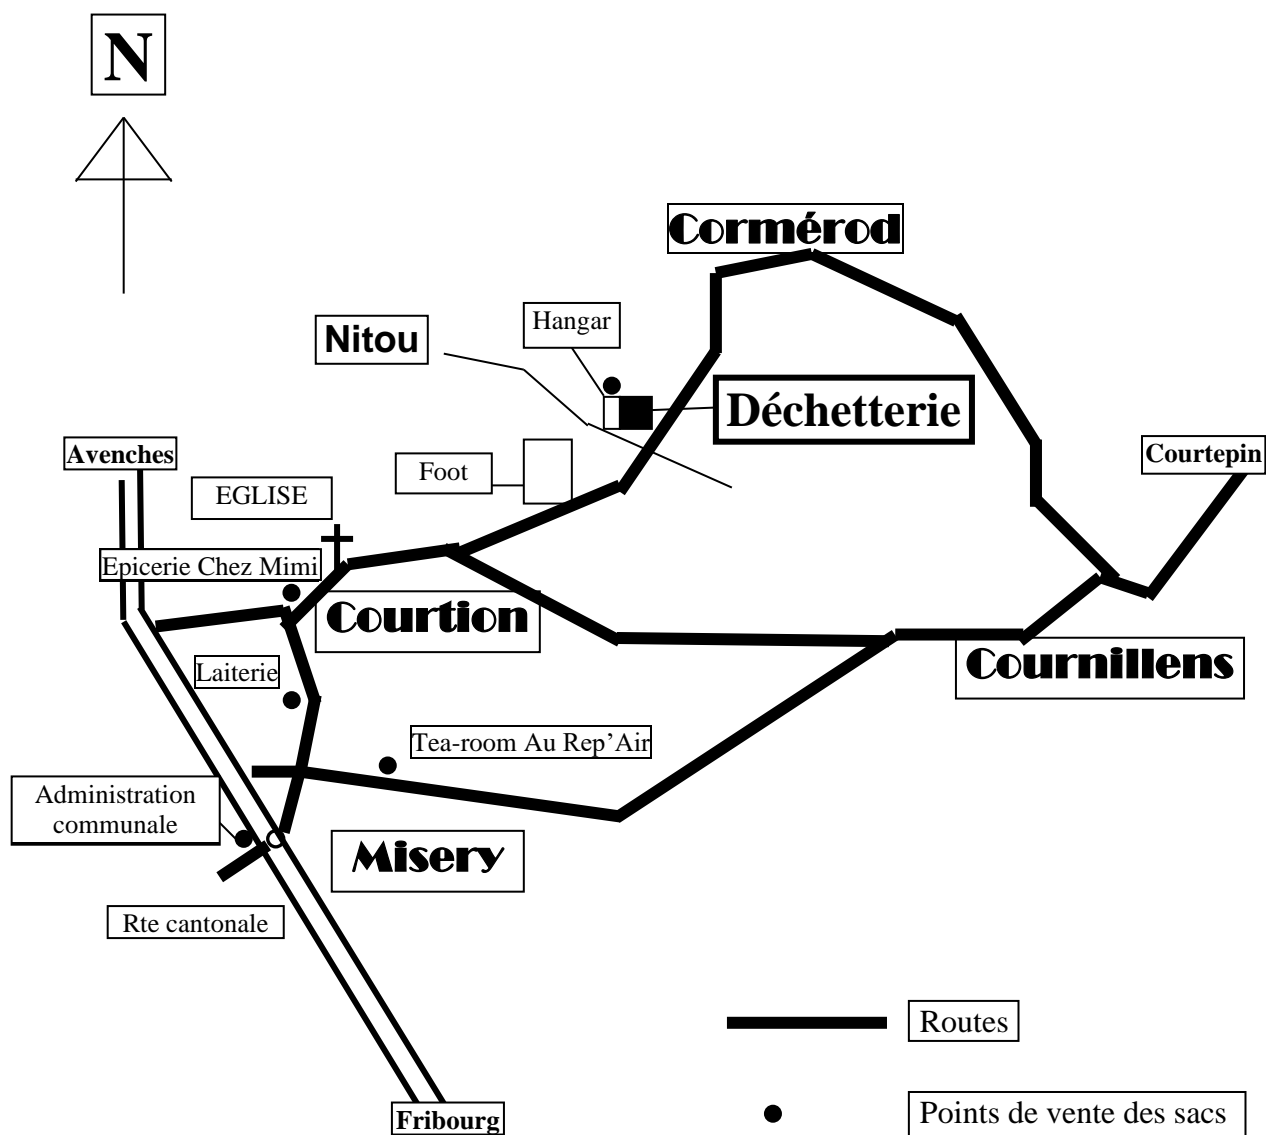 N
Cormérod
Hangar
Nitou
Déchetterie
Avenches
Courtepin
Foot
EGLISE
Epicerie Chez Mimi
Courtion
Cournillens
Laiterie
Tea-room Au Rep’Air
Administration
communale
Misery
Rte cantonale
Routes
Fribourg
Points de vente des sacs